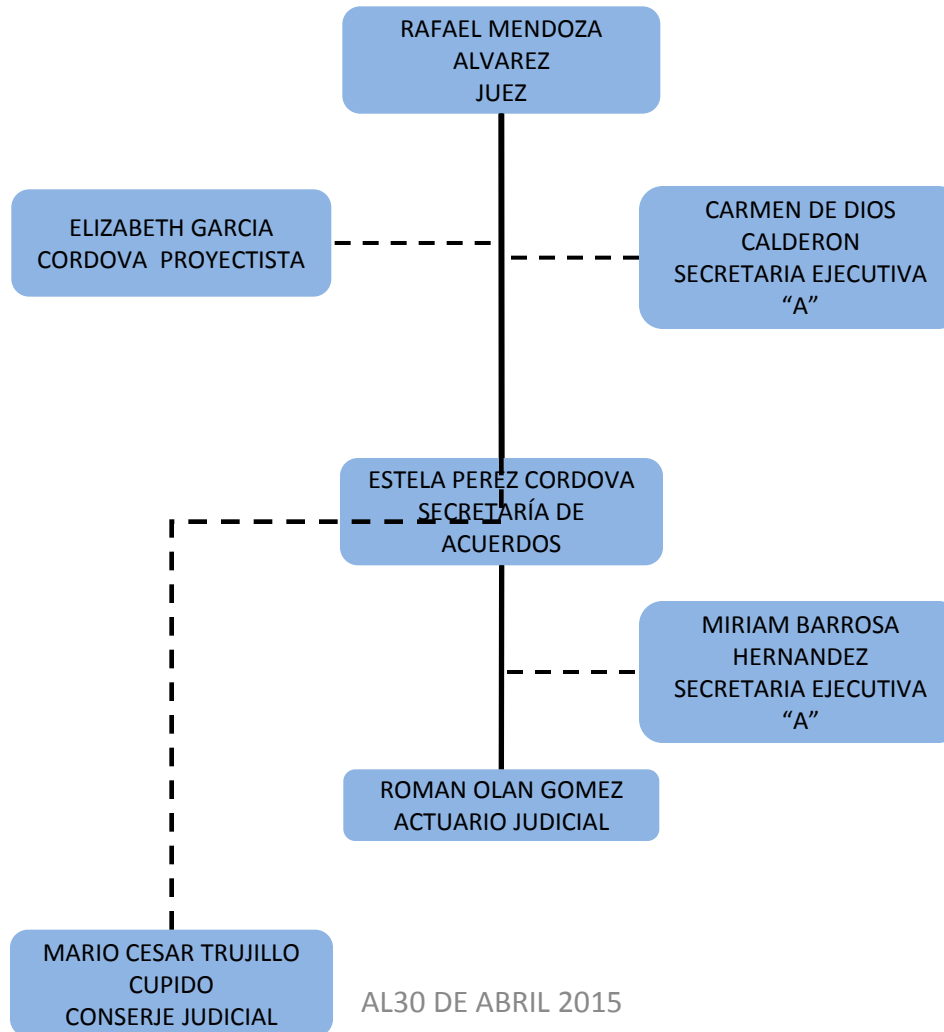 RAFAEL MENDOZA
ALVAREZ
JUEZ
ELIZABETH GARCIA
CORDOVA  PROYECTISTA
CARMEN DE DIOS
CALDERON
SECRETARIA EJECUTIVA
“A”
ESTELA PEREZ CORDOVA
SECRETARÍA DE
ACUERDOS
MIRIAM BARROSA
HERNANDEZ
SECRETARIA EJECUTIVA
“A”
ROMAN OLAN GOMEZ
ACTUARIO JUDICIAL
MARIO CESAR TRUJILLO
CUPIDO
CONSERJE JUDICIAL
AL30 DE ABRIL 2015